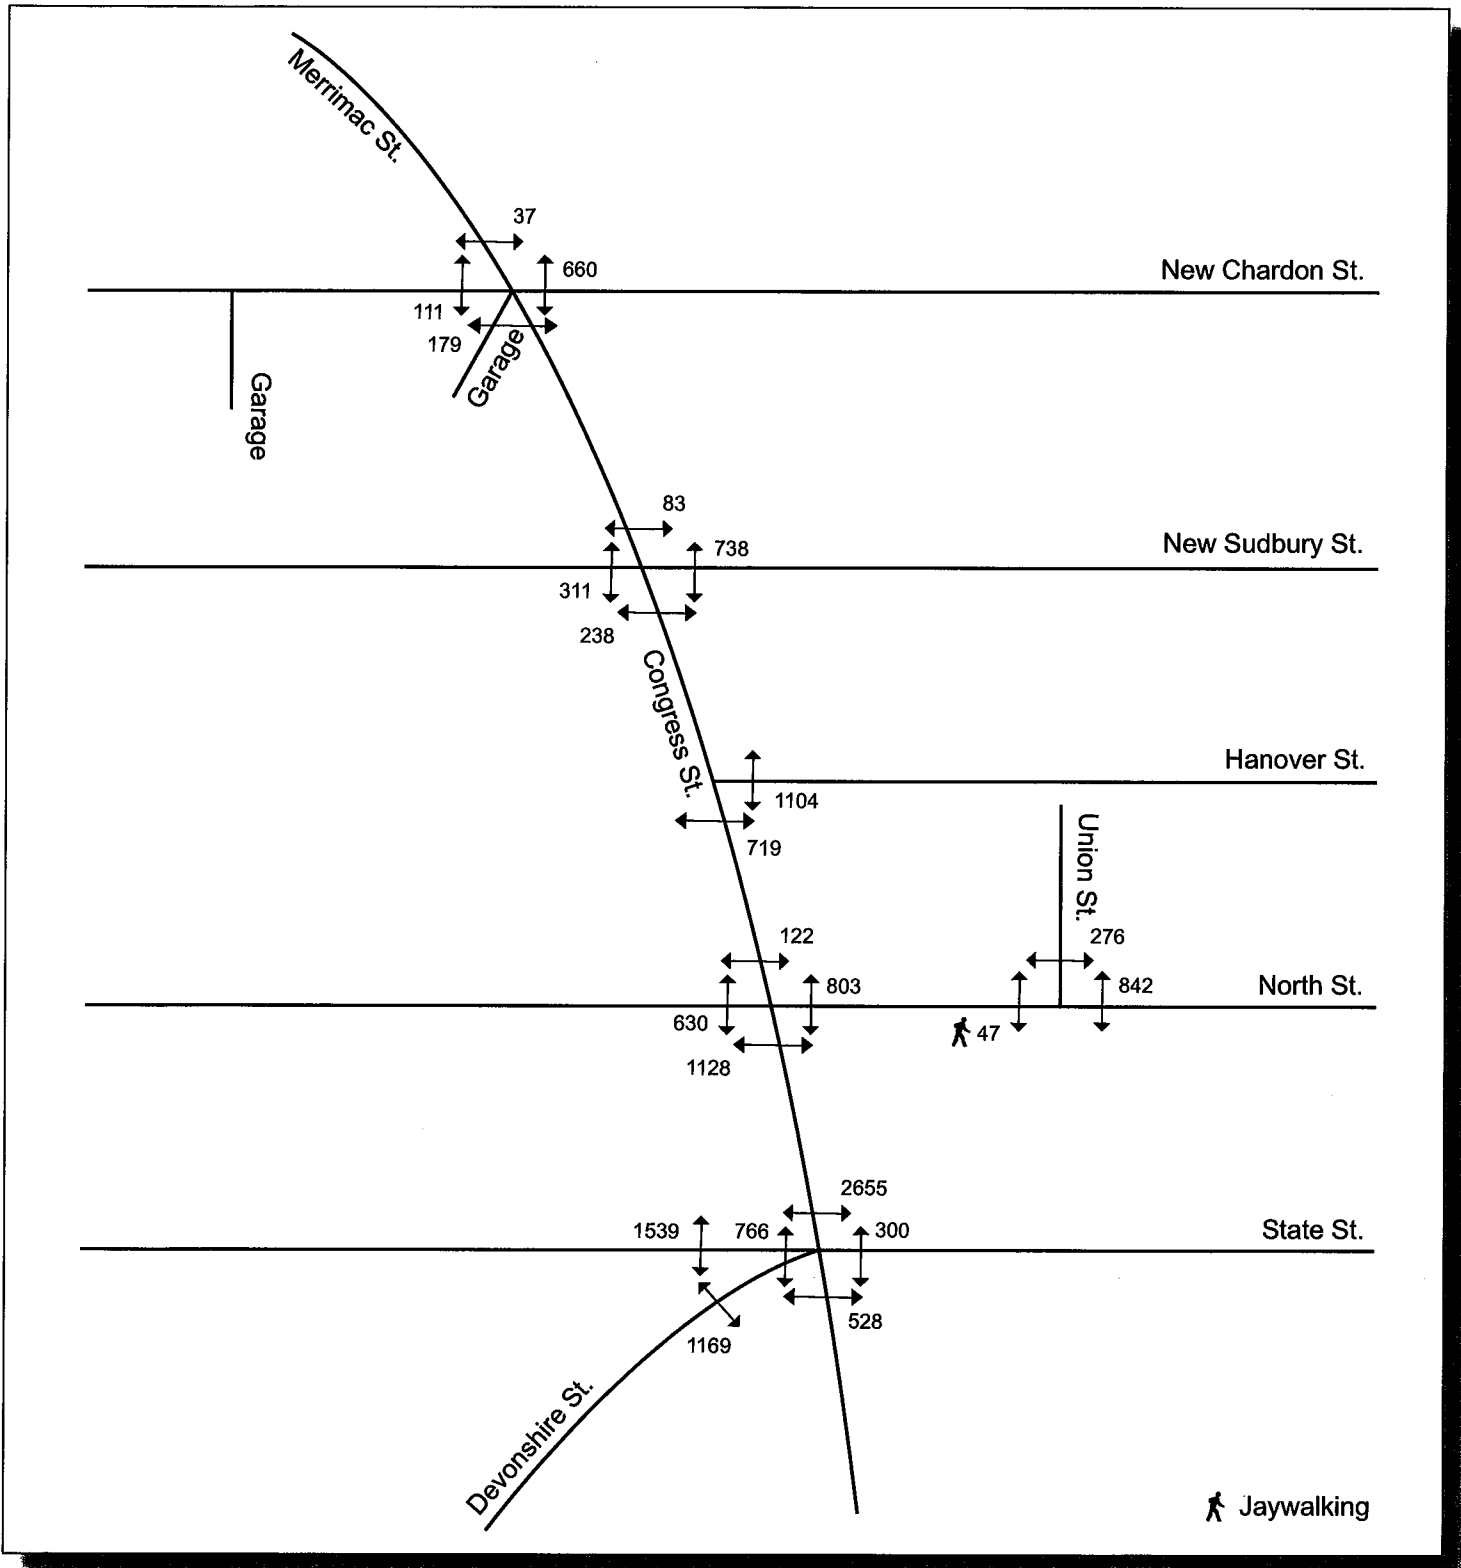 Merrimac St.
37
660
New Chardon St.
111
179
Garage
Garage
83
738
New Sudbury St.
311
238
Congress St.
Hanover St.
1104
719
Union St.
122
276
803
842
North St.
630
47
1128
2655
1539
766
300
State St.
528
1169
Devonshire St.
Jaywalking